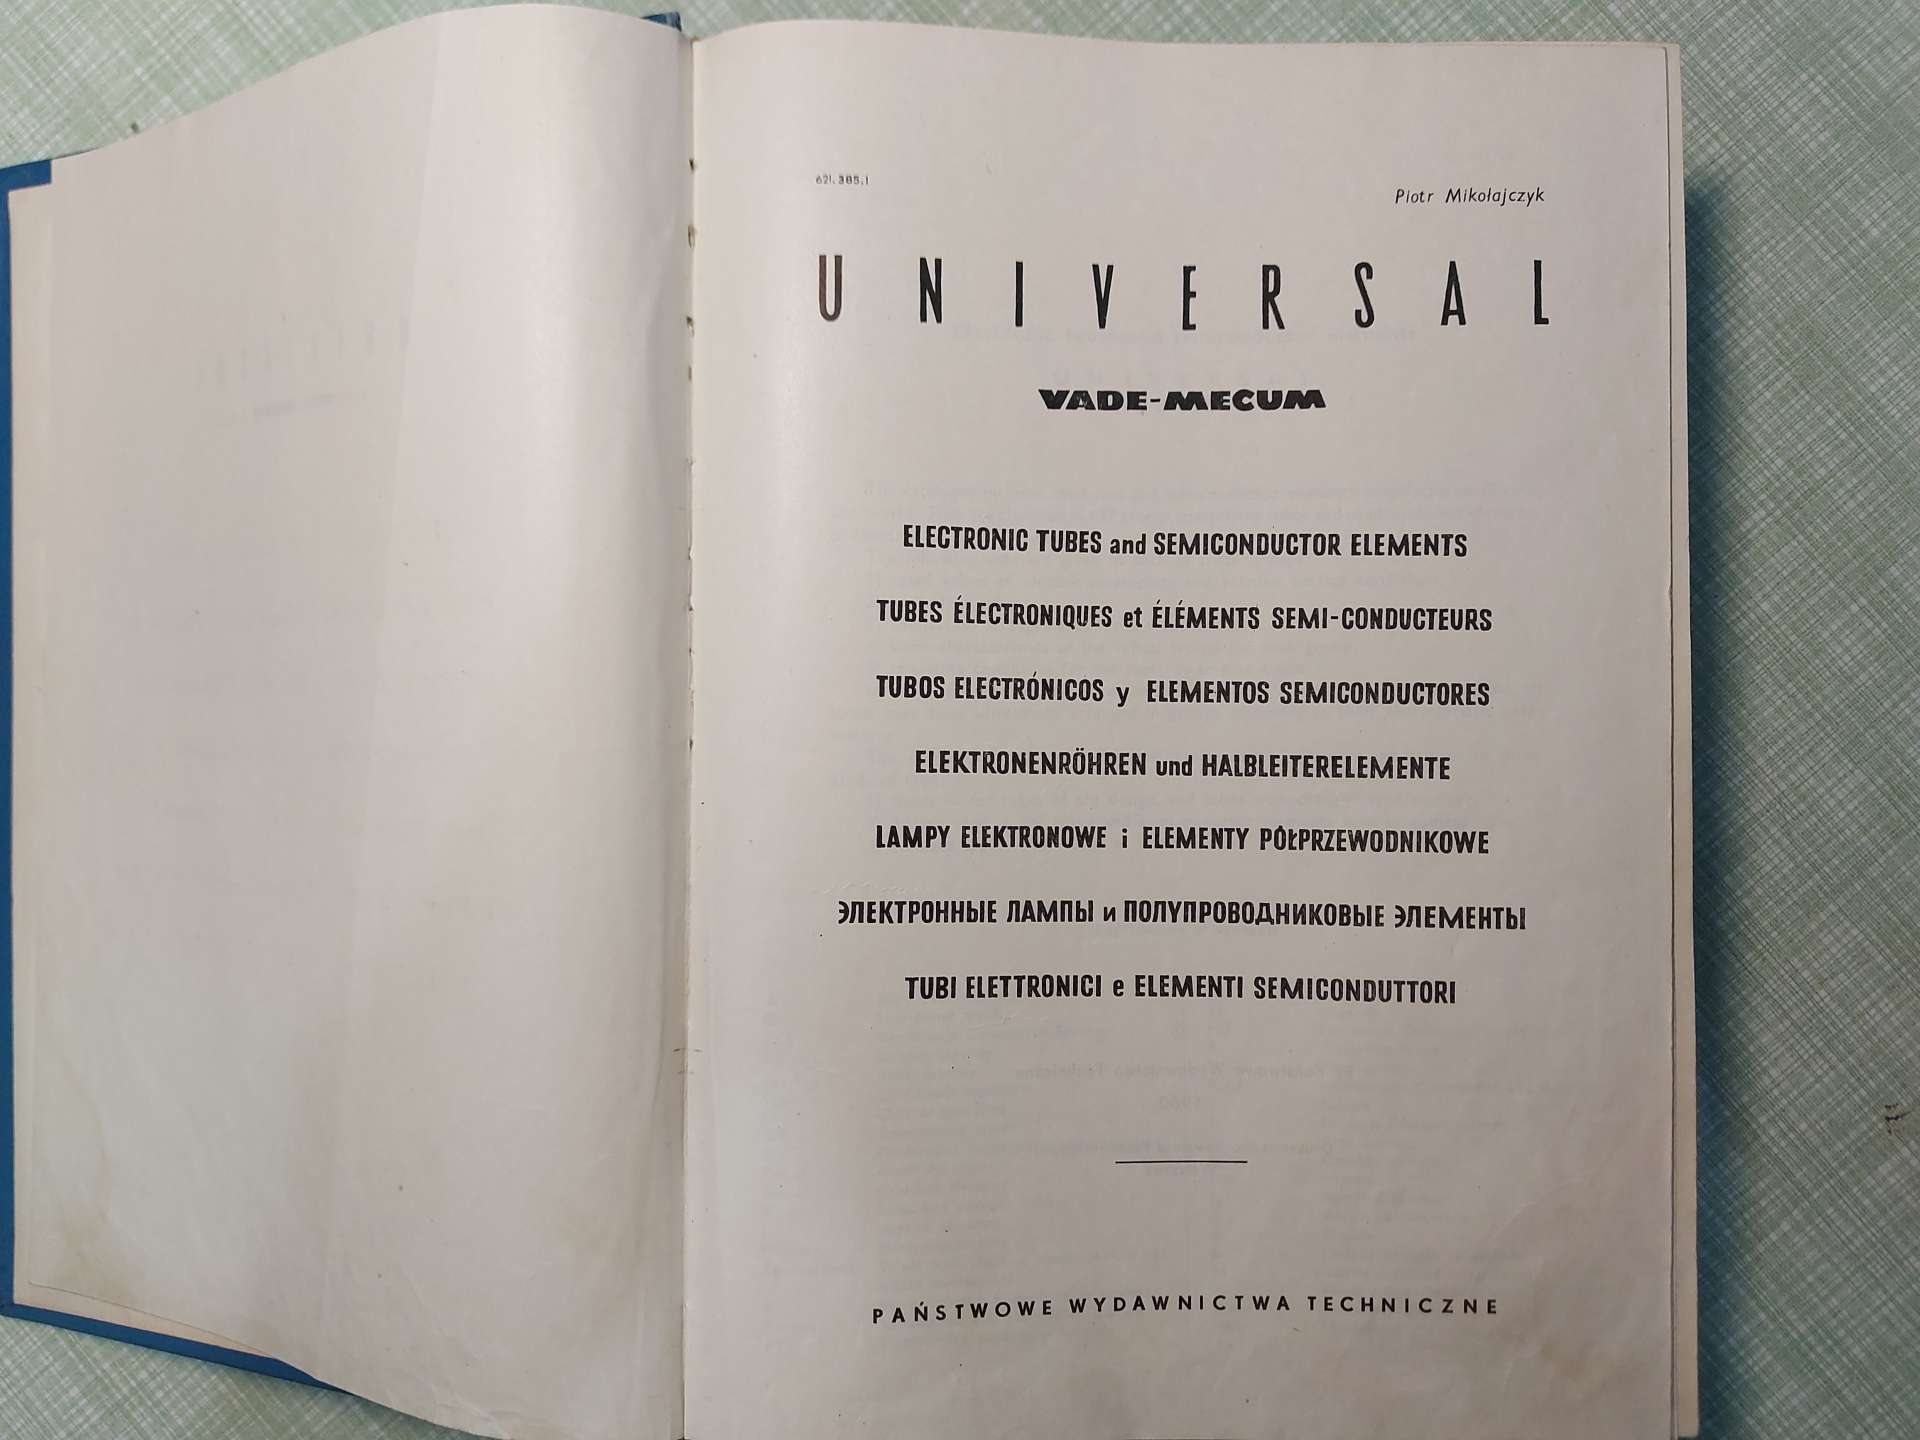 621.385.1
Piotr Mikołajczyk
UNIVERSAL
VADE-MECUM
ELECTRONIC TUBES and SEMICONDUCTOR ELEMENTS
TUBES ÉLECTRONIQUES et ÉLÉMENTS SEMI-CONDUCTEURS
TUBOS ELECTRÓNICOS y ELEMENTOS SEMICONDUCTORES
ELEKTRONENRÖHREN und HALBLEITERELEMENTE
LAMPY ELEKTRONOWE i ELEMENTY PÓŁPRZEWODNIKOWE
ЭЛЕКТРОННЫЕ ЛАМПЫ и ПОЛУПРОВОДНИКОВЫЕ ЭЛЕМЕНТЫ
TUBI ELETTRONICI e ELEMENTI SEMICONDUTTORI
PAŃSTWOWE WYDAWNICTWA TECHNICZNE